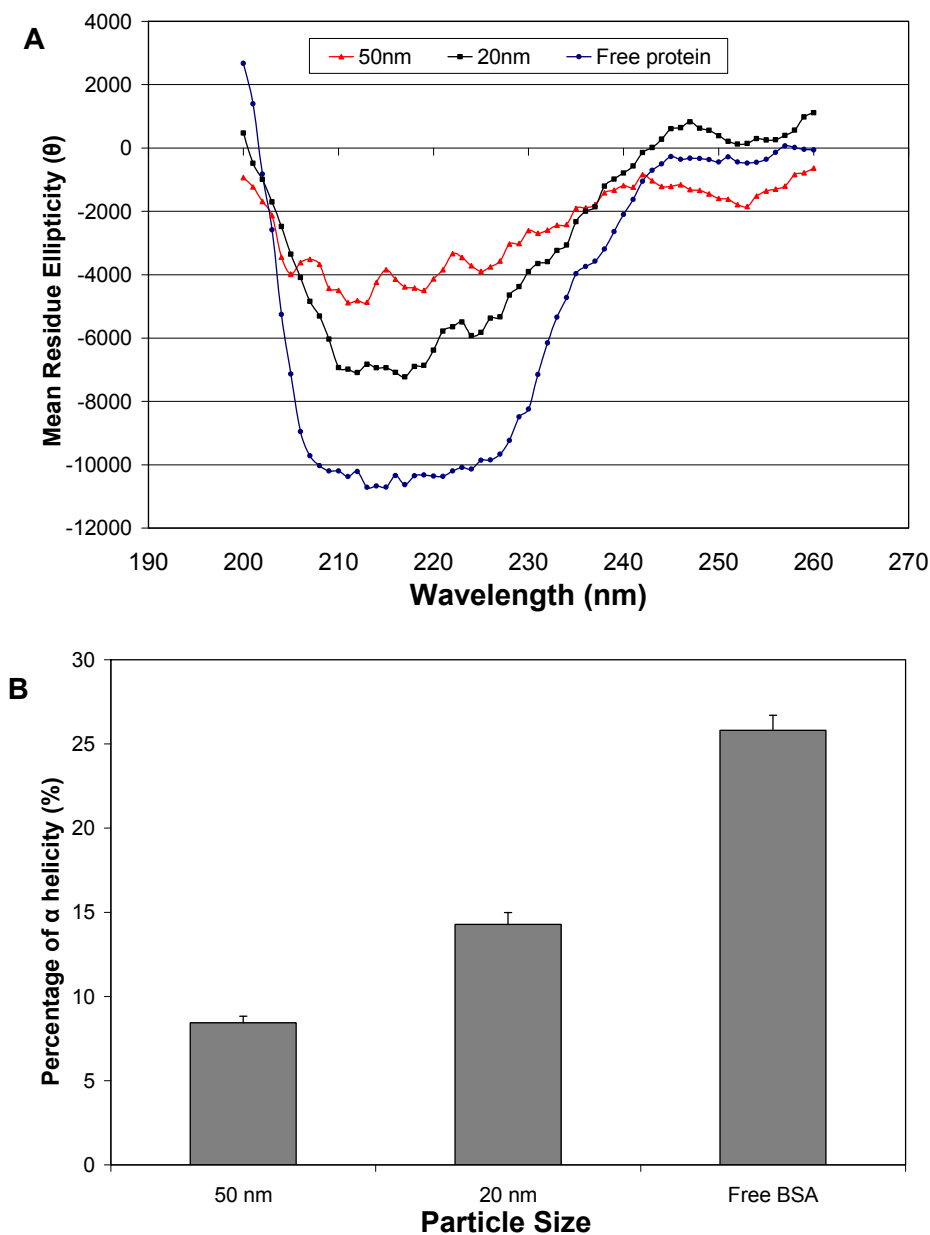 A
50nm 20nm Free protein
4000
2000
0
-2000
-4000
-6000
-8000
-10000
-12000
Mean Residue Ellipticity (θ)
190 200 210 220 230 240 250 260 270
Wavelength (nm)
B
30
25
20
15
10
5
0
Percentage of α helicity (%)
50 nm 20 nm Free BSA
Particle Size